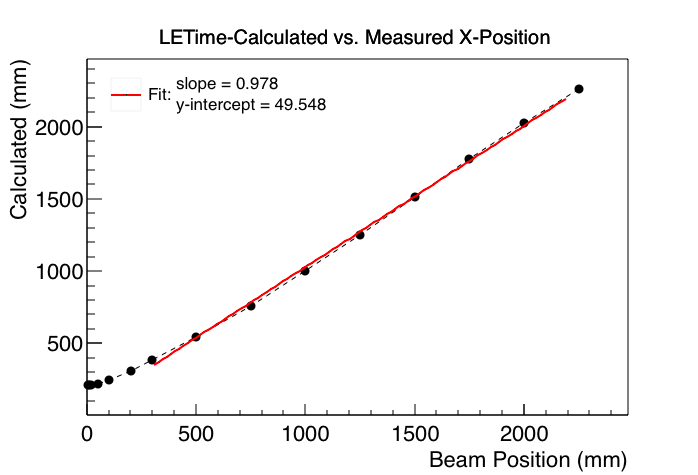 LETime-Calculated vs. Measured X-Position
Calculated (mm)
Fit: slope = 0.978
y-intercept = 49.548
2000
1500
1000
500
0 500 1000 1500 2000
Beam Position (mm)